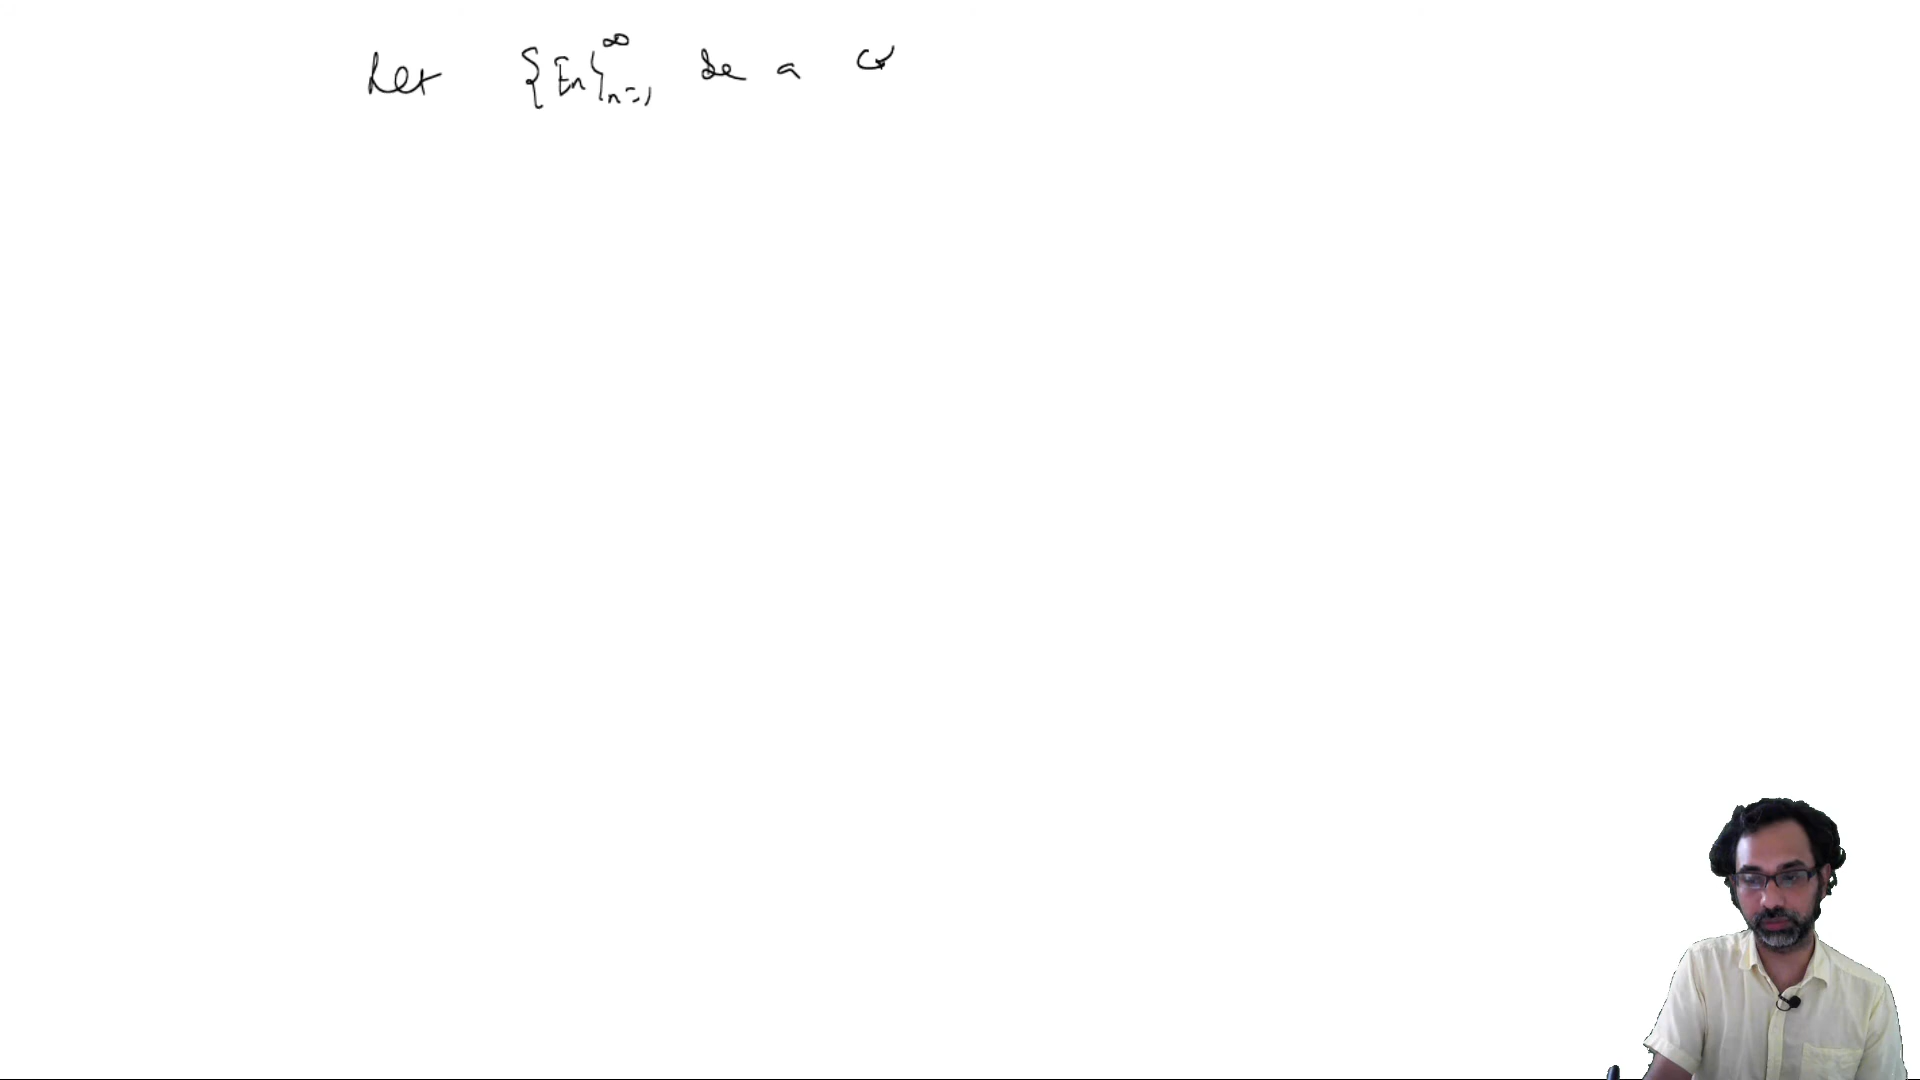 Let {En}_{n=1}^∞ be a